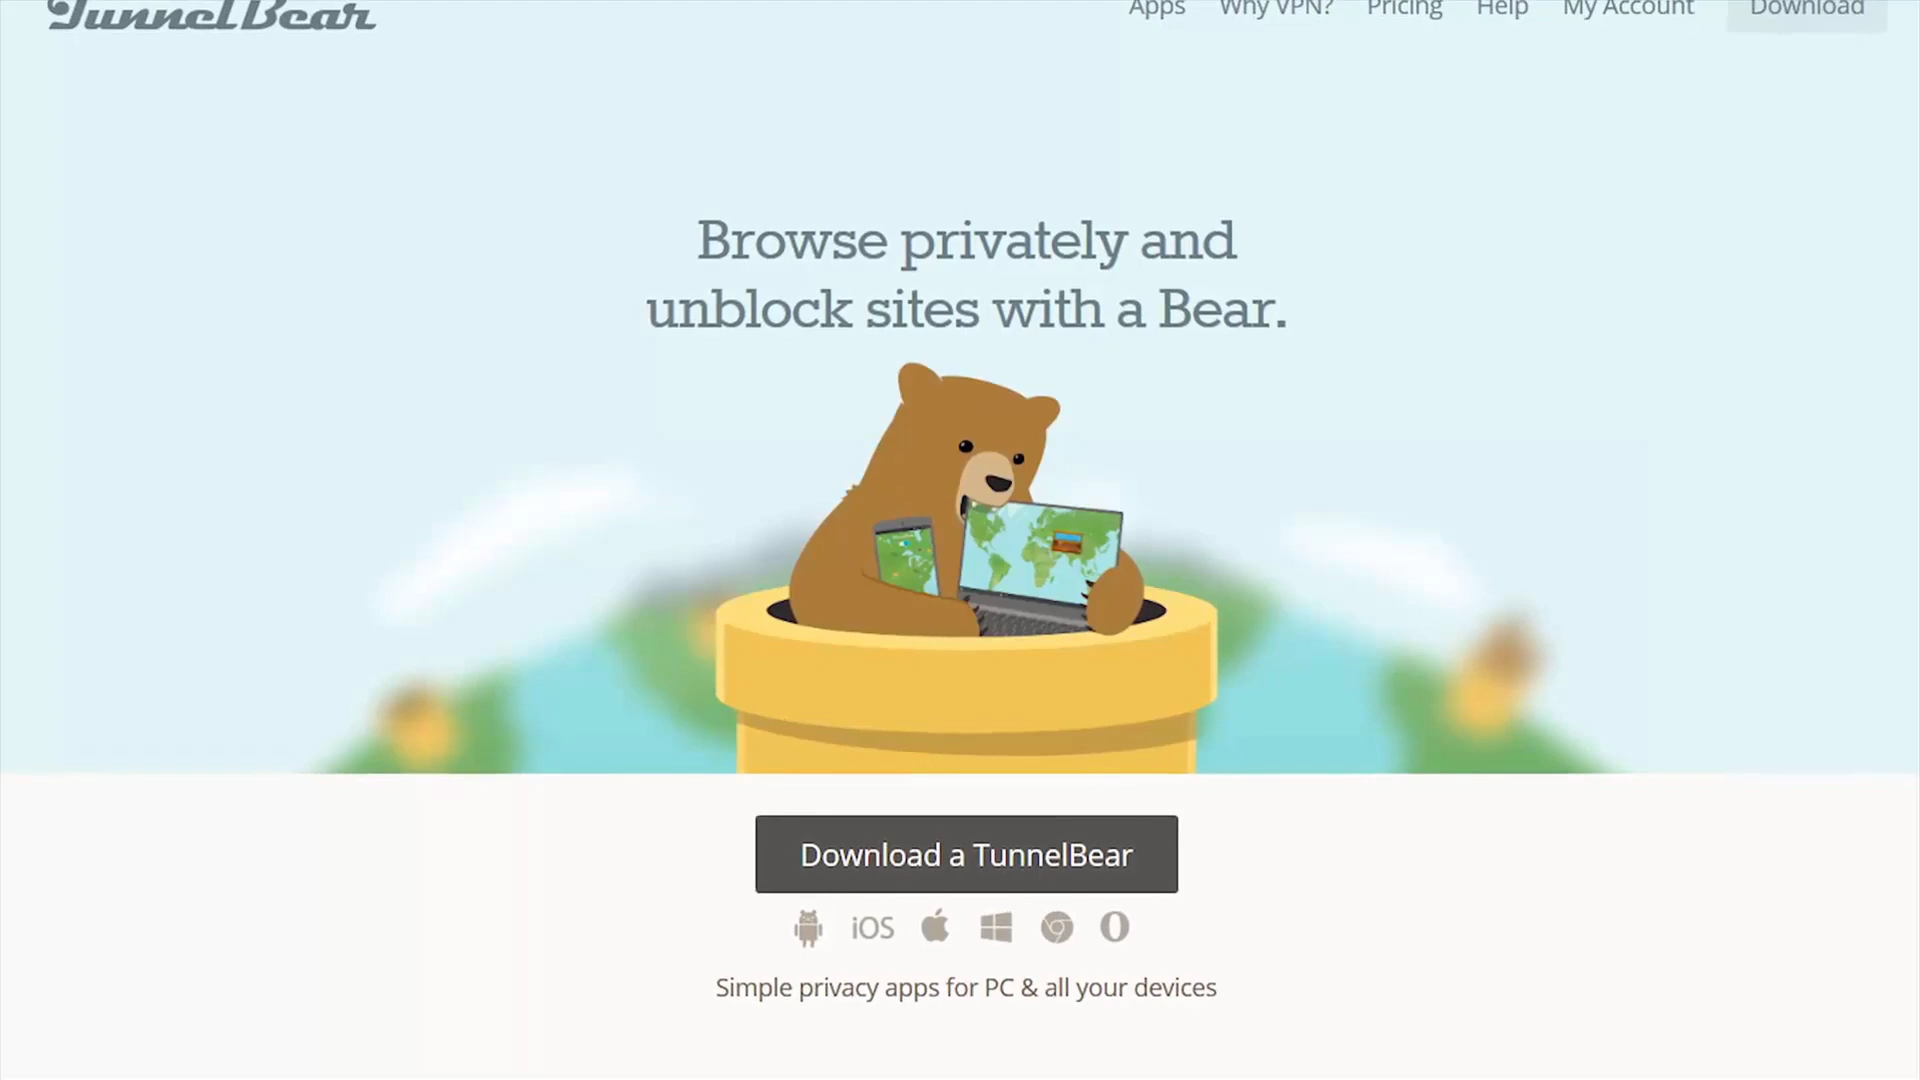 TunnelBear
Apps Why VPN? Pricing Help My Account Download
Browse privately and
unblock sites with a Bear.
Download a TunnelBear
iOS
Simple privacy apps for PC & all your devices